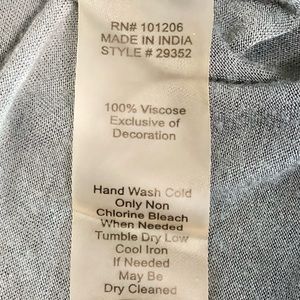 RN# 101206
MADE IN INDIA
STYLE # 29352
100% Viscose
Exclusive of
Decoration
Hand Wash Cold
Only Non
Chlorine Bleach
When Needed
Tumble Dry Low
Cool Iron
If Needed
May Be
Dry Cleaned